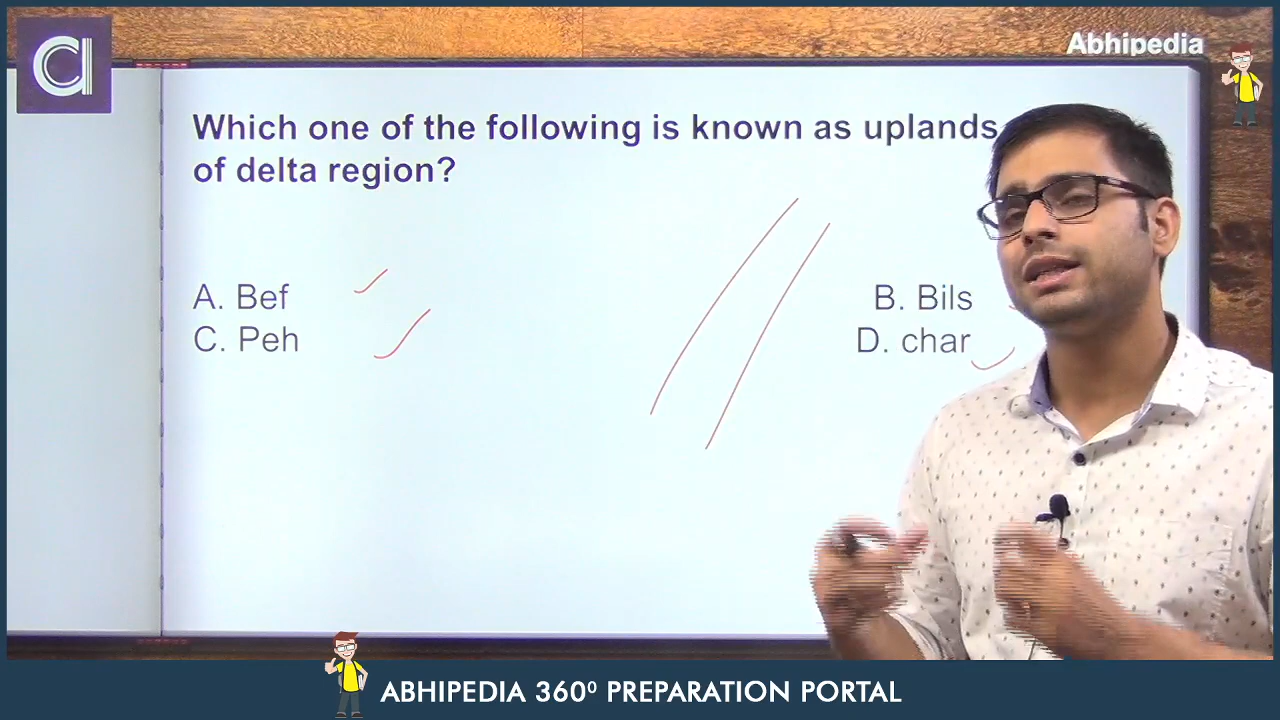 Abhipedia
Which one of the following is known as uplands
of delta region?
A. Bef
B. Bils
C. Peh
D. char
ABHIPEDIA 360⁰ PREPARATION PORTAL